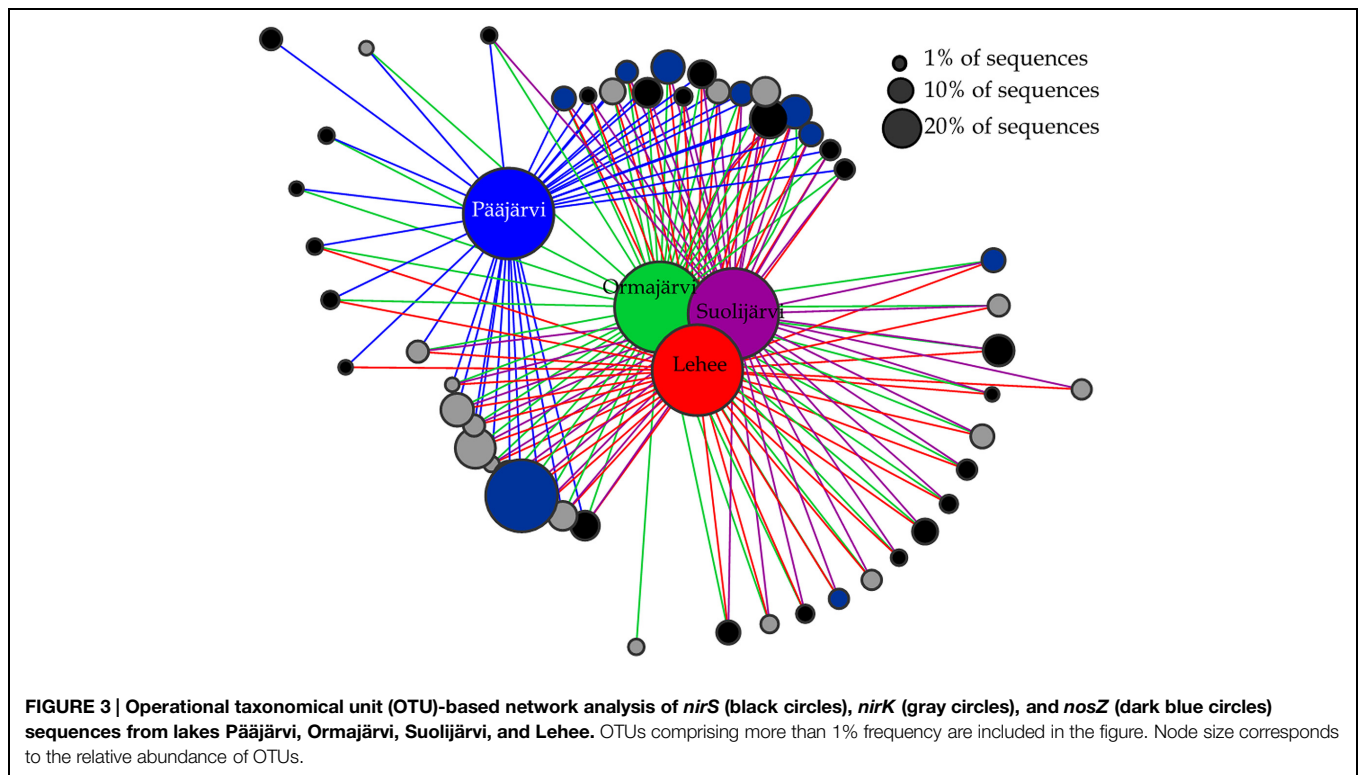 1% of sequences
10% of sequences
20% of sequences
Pääjärvi
Ormajärvi
Suolijärvi
Lehee
FIGURE 3 | Operational taxonomical unit (OTU)-based network analysis of nirS (black circles), nirK (gray circles), and nosZ (dark blue circles)
sequences from lakes Pääjärvi, Ormajärvi, Suolijärvi, and Lehee. OTUs comprising more than 1% frequency are included in the figure. Node size corresponds
to the relative abundance of OTUs.